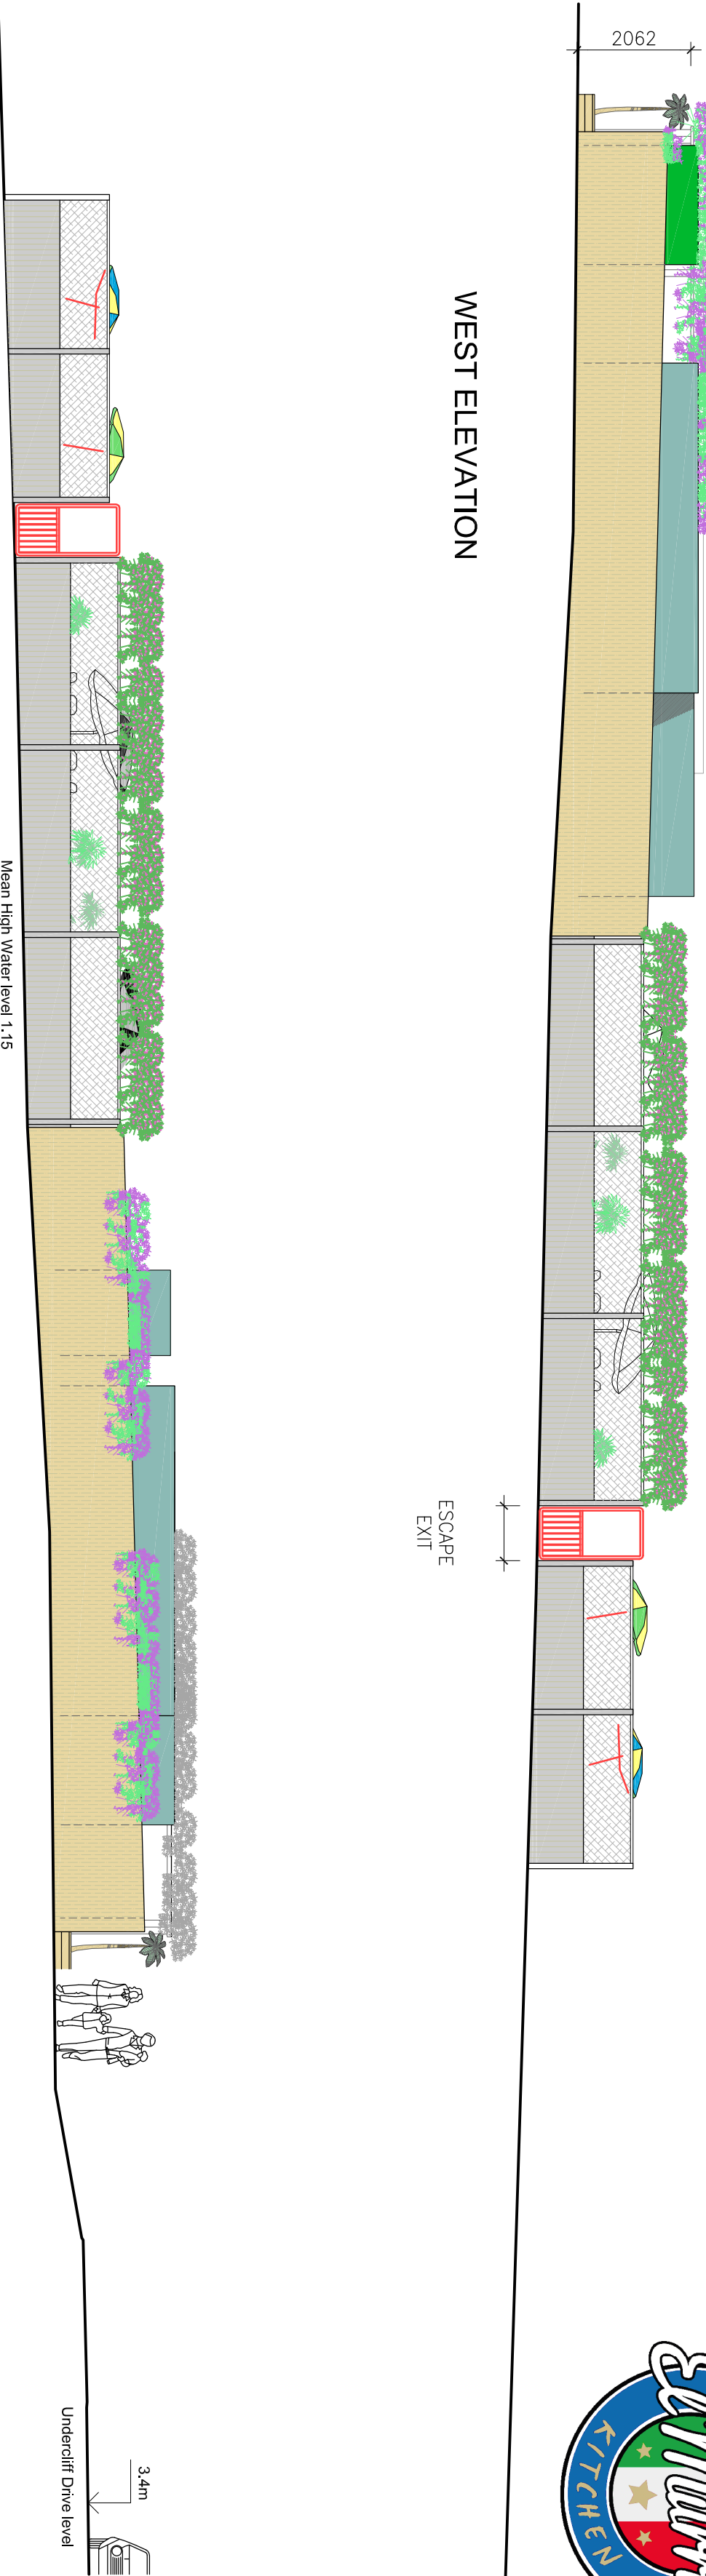 2062
WEST ELEVATION
ESCAPE
EXIT
Mean High Water level 1.15
3.4m
Undercliff Drive level
KITCHEN